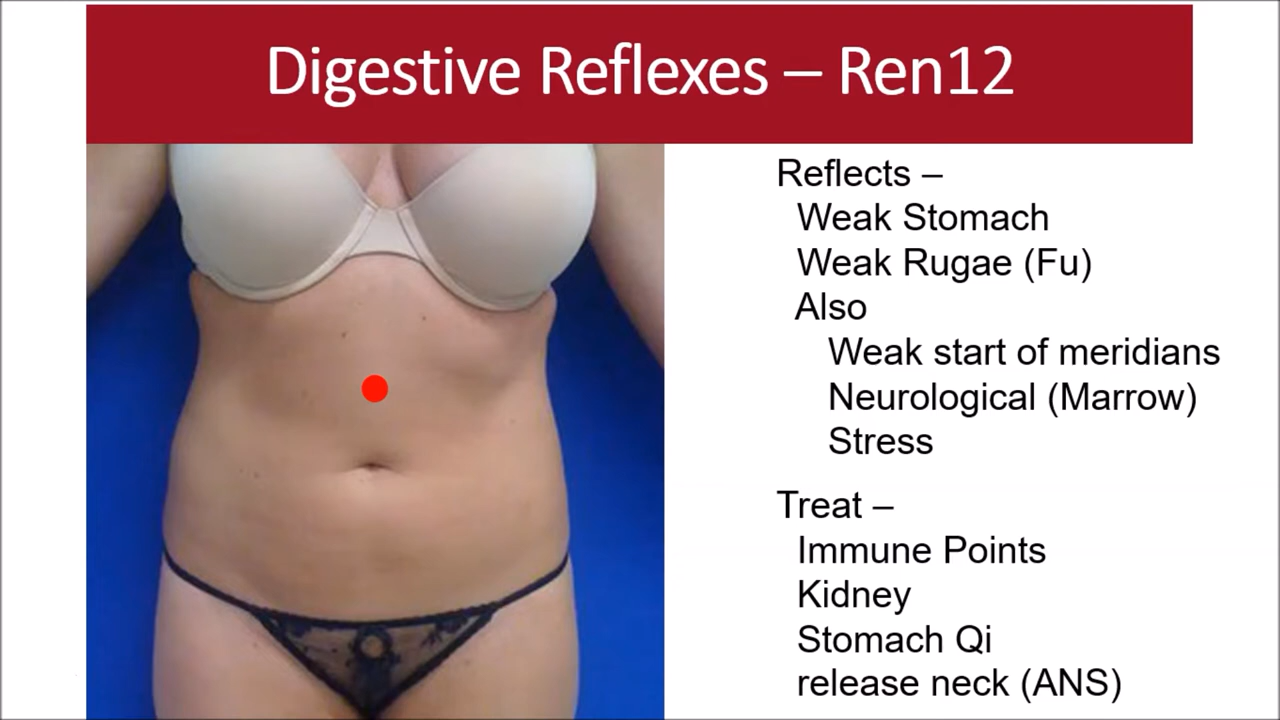 Digestive Reflexes – Ren12
Reflects –
Weak Stomach
Weak Rugae (Fu)
Also
Weak start of meridians
Neurological (Marrow)
Stress
Treat –
Immune Points
Kidney
Stomach Qi
release neck (ANS)